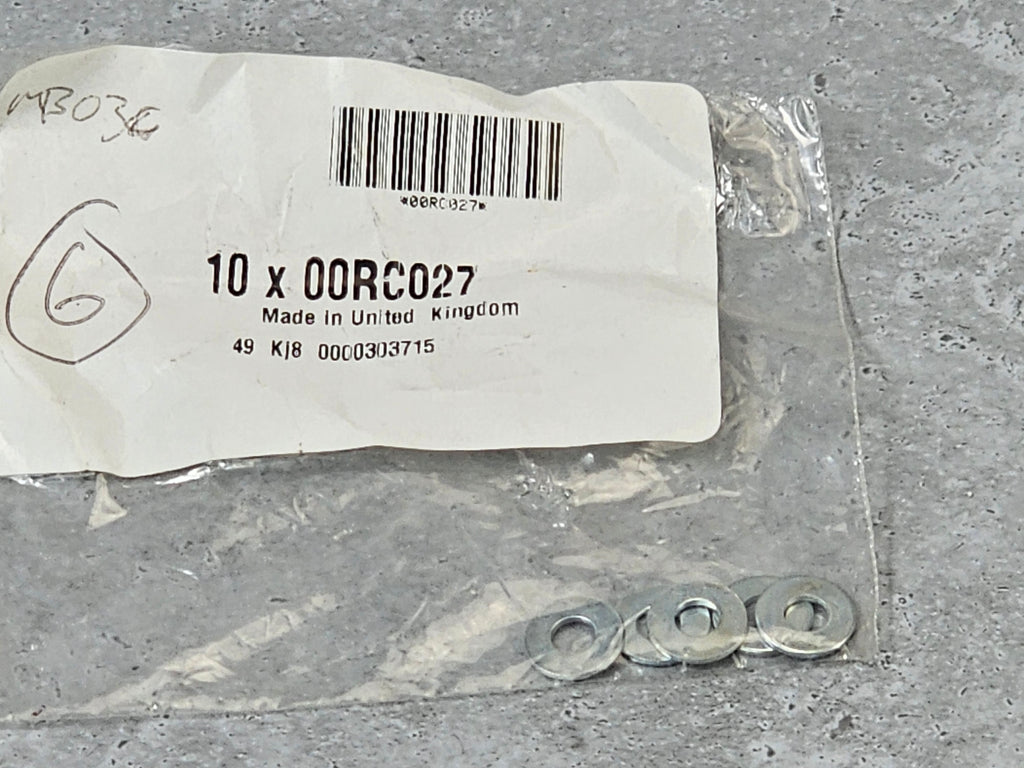 MB036
*00RC027*
6
10 x 00RC027
Made in United Kingdom
49 Kj8 0000303715